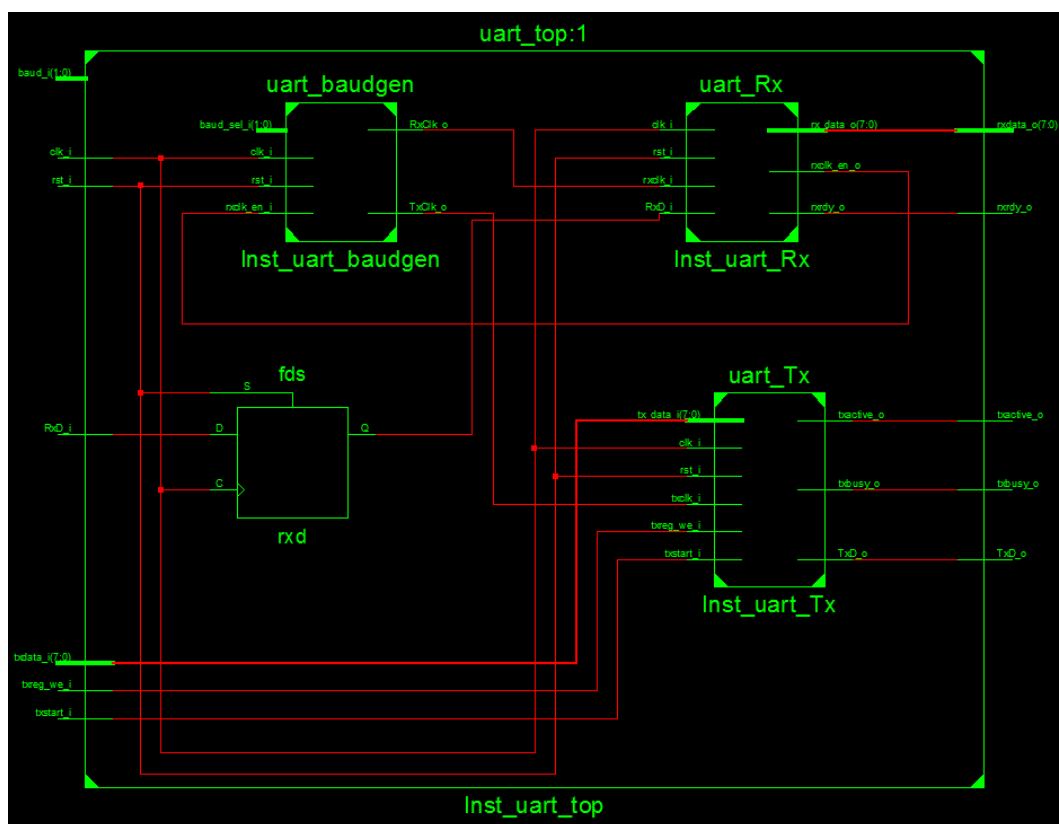 uart_top:1
baud_i(1:0)
clk_i
rst_i
uart_baudgen
baud_sel_i(1:0)
clk_i
rst_i
rxclk_en_i
RxClk_o
TxClk_o
Inst_uart_baudgen
uart_Rx
clk_i
rst_i
rxclk_i
RxD_i
rx_data_o(7:0)
rxclk_en_o
rxrdy_o
Inst_uart_Rx
rxdata_o(7:0)
rxrdy_o
RxD_i
fds
S
D
Q
C
rxd
uart_Tx
tx_data_i(7:0)
clk_i
rst_i
txclk_i
txreg_we_i
txstart_i
txactive_o
txbusy_o
TxD_o
Inst_uart_Tx
txactive_o
txbusy_o
TxD_o
txdata_i(7:0)
txreg_we_i
txstart_i
Inst_uart_top